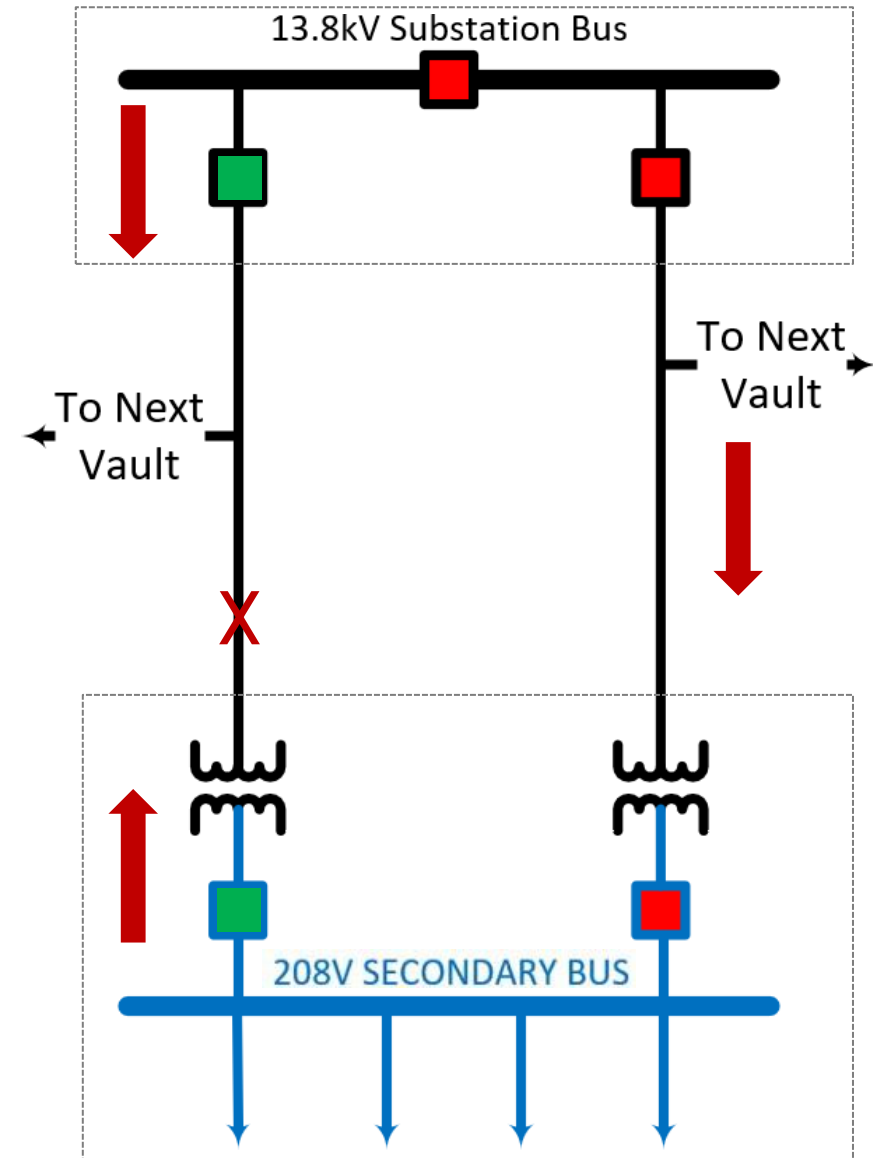 13.8kV Substation Bus
To Next
Vault
To Next
Vault
X
208V SECONDARY BUS